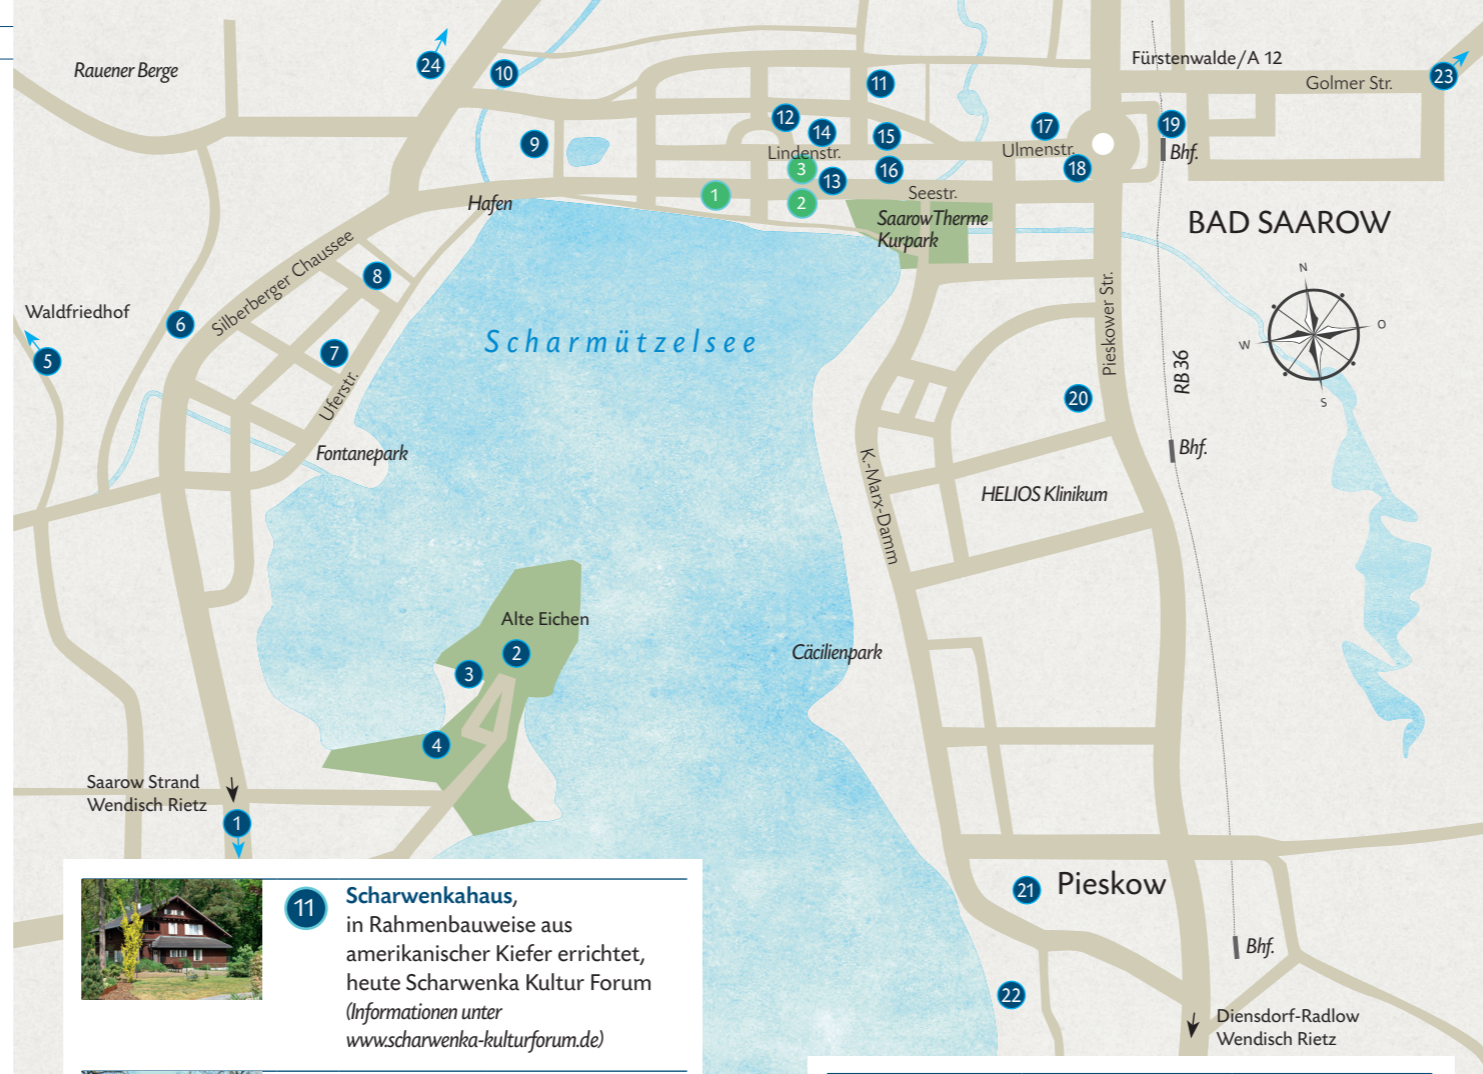 Rauener Berge
24
10
Fürstenwalde/A 12
Golmer Str.
23
11
12
14
15
17
19
9
Lindenstr.
Ulmenstr.
Bhf.
3
13
16
18
1
2
Seestr.
Hafen
Saarow Therme
Kurpark
BAD SAAROW
N
O
W
S
Silberberger Chaussee
8
Waldfriedhof
6
5
7
Uferstr.
Scharmützelsee
Pieskower Str.
RB 36
20
Fontanepark
Bhf.
K.-Marx-Damm
HELIOS Klinikum
Alte Eichen
2
3
4
Cäcilienpark
Saarow Strand
Wendisch Rietz
1
21
Pieskow
Bhf.
22
Diensdorf-Radlow
Wendisch Rietz
11
Scharwenkahaus,
in Rahmenbauweise aus
amerikanischer Kiefer errichtet,
heute Scharwenka Kultur Forum
(Informationen unter
www.scharwenka-kulturforum.de)